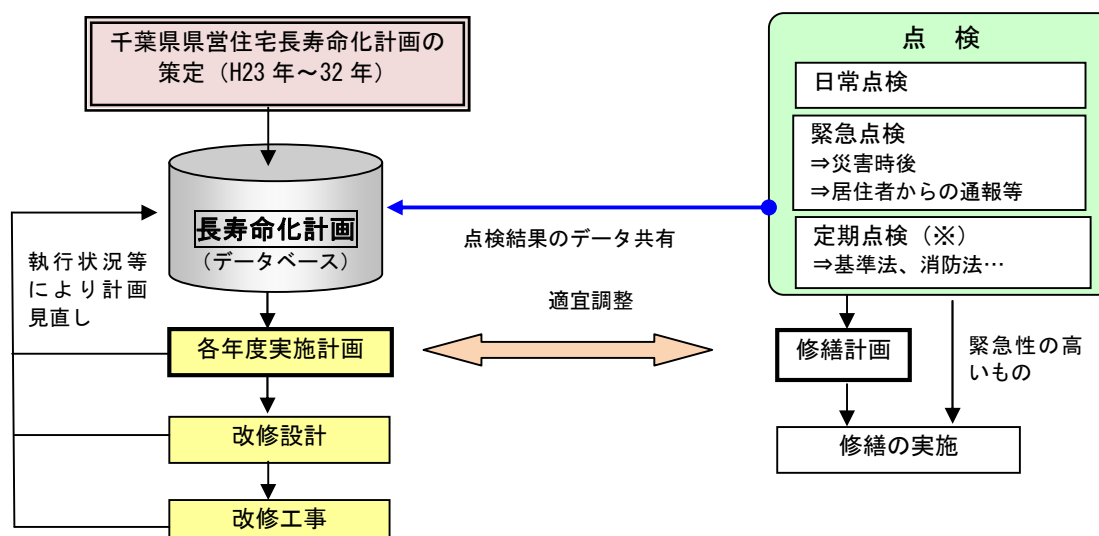 千葉県県営住宅長寿命化計画の
策定（H23 年～32 年）
長寿命化計画
（データベース）
執行状況等
により計画
見直し
各年度実施計画
改修設計
改修工事
点検結果のデータ共有
適宜調整
点　検
日常点検
緊急点検
⇒災害時後
⇒居住者からの通報等
定期点検（※）
⇒基準法、消防法…
修繕計画
緊急性の高
いもの
修繕の実施